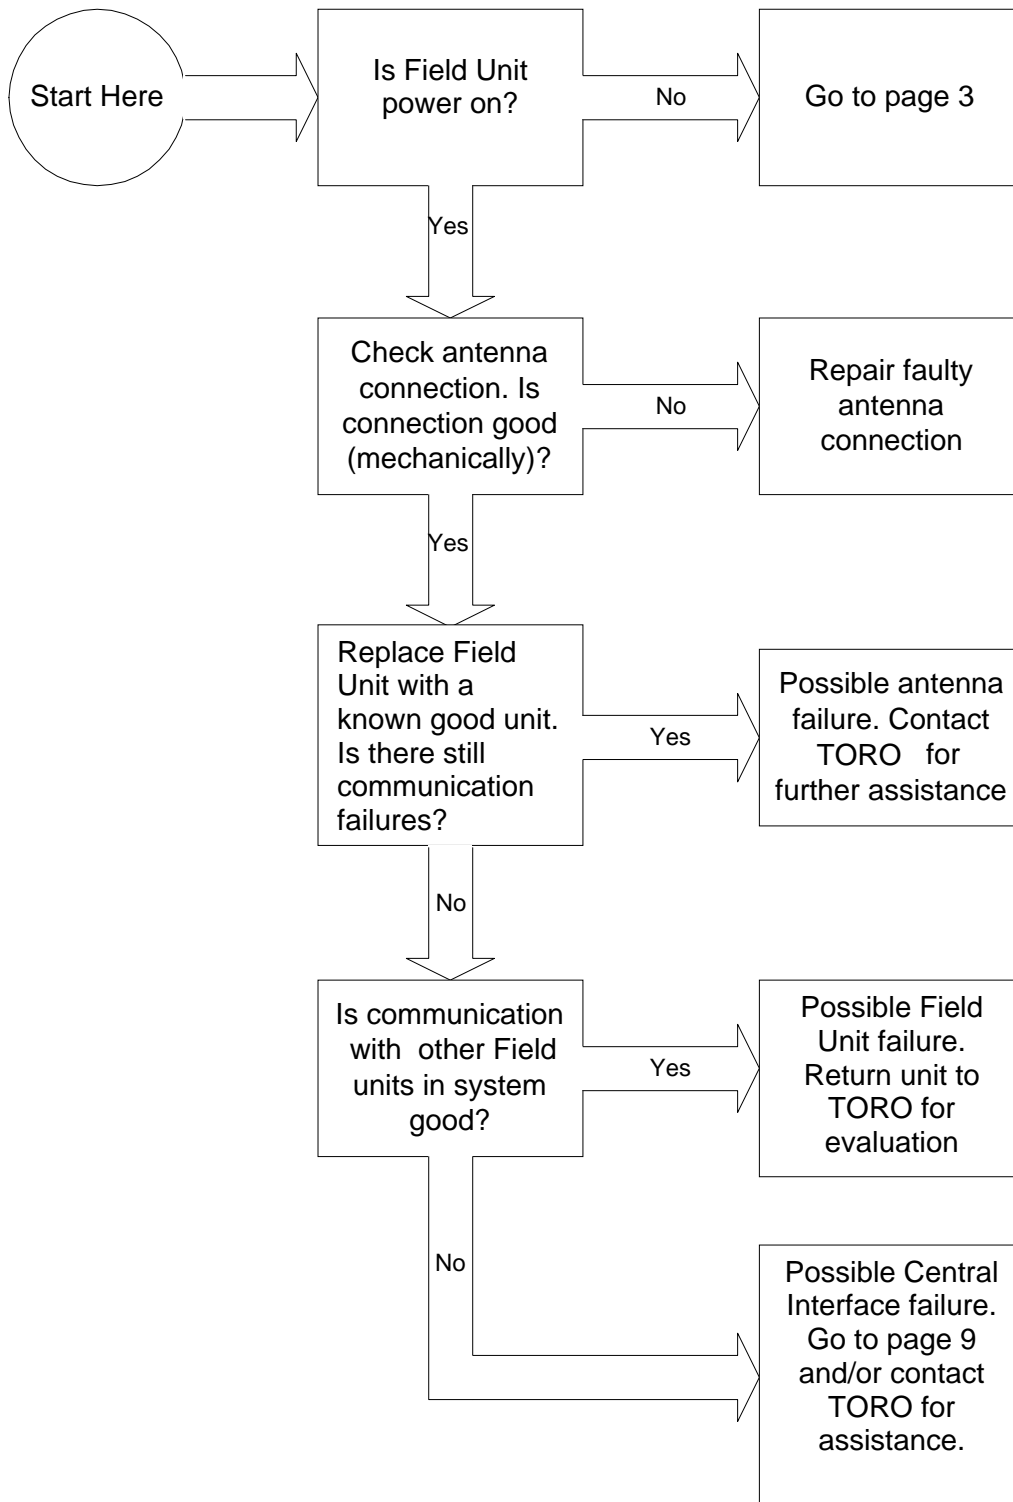 Start Here
Is Field Unit
power on?
No
Go to page 3
Yes
Check antenna
connection. Is
connection good
(mechanically)?
No
Repair faulty
antenna
connection
Yes
Replace Field
Unit with a
known good unit.
Is there still
communication
failures?
Yes
Possible antenna
failure. Contact
TORO for
further assistance
No
Is communication
with other Field
units in system
good?
Yes
Possible Field
Unit failure.
Return unit to
TORO for
evaluation
No
Possible Central
Interface failure.
Go to page 9
and/or contact
TORO for
assistance.